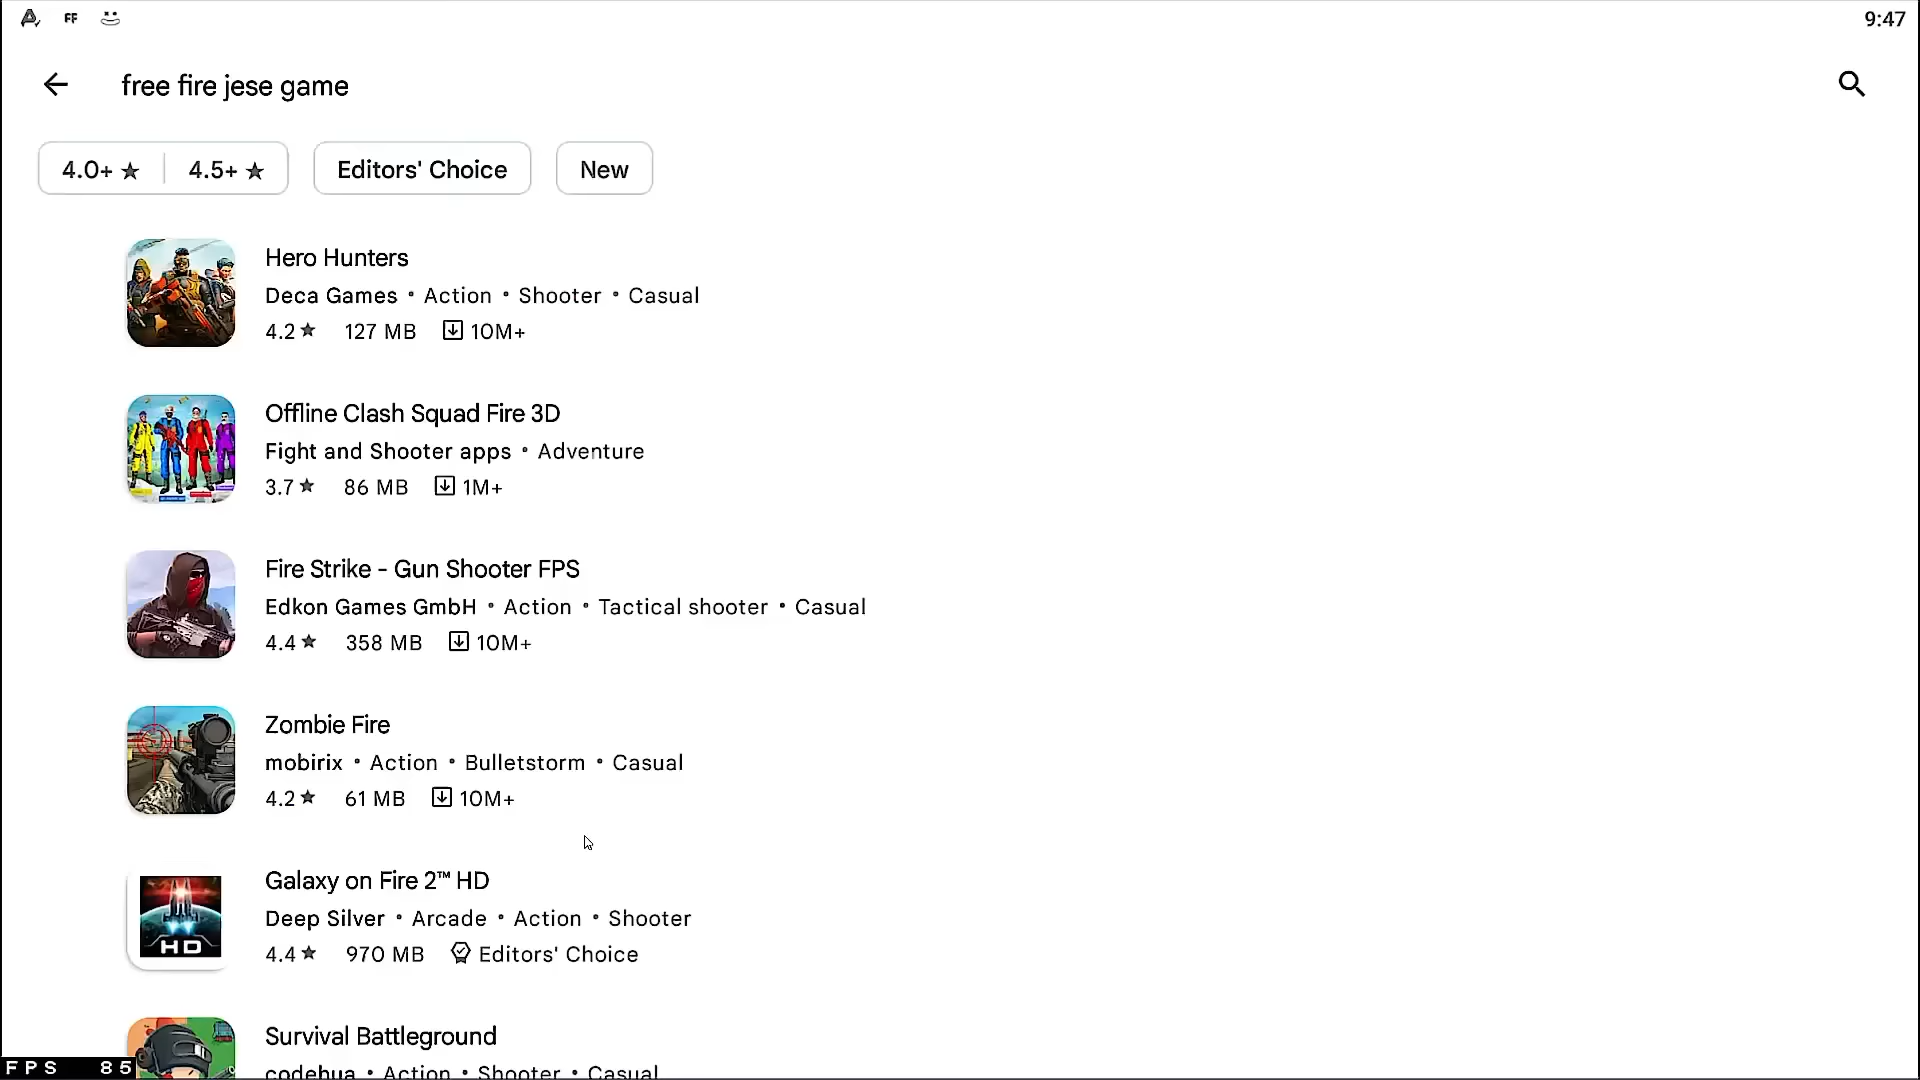 FF
9:47
free fire jese game
4.0+ ★ 4.5+ ★ Editors' Choice New
Hero Hunters
Deca Games • Action • Shooter • Casual
4.2 ★ 127 MB 10M+
Offline Clash Squad Fire 3D
Fight and Shooter apps • Adventure
3.7 ★ 86 MB 1M+
Fire Strike - Gun Shooter FPS
Edkon Games GmbH • Action • Tactical shooter • Casual
4.4 ★ 358 MB 10M+
Zombie Fire
mobirix • Action • Bulletstorm • Casual
4.2 ★ 61 MB 10M+
Galaxy on Fire 2™ HD
Deep Silver • Arcade • Action • Shooter
4.4 ★ 970 MB Editors' Choice
HD
Survival Battleground
codehua • Action • Shooter • Casual
FPS 85